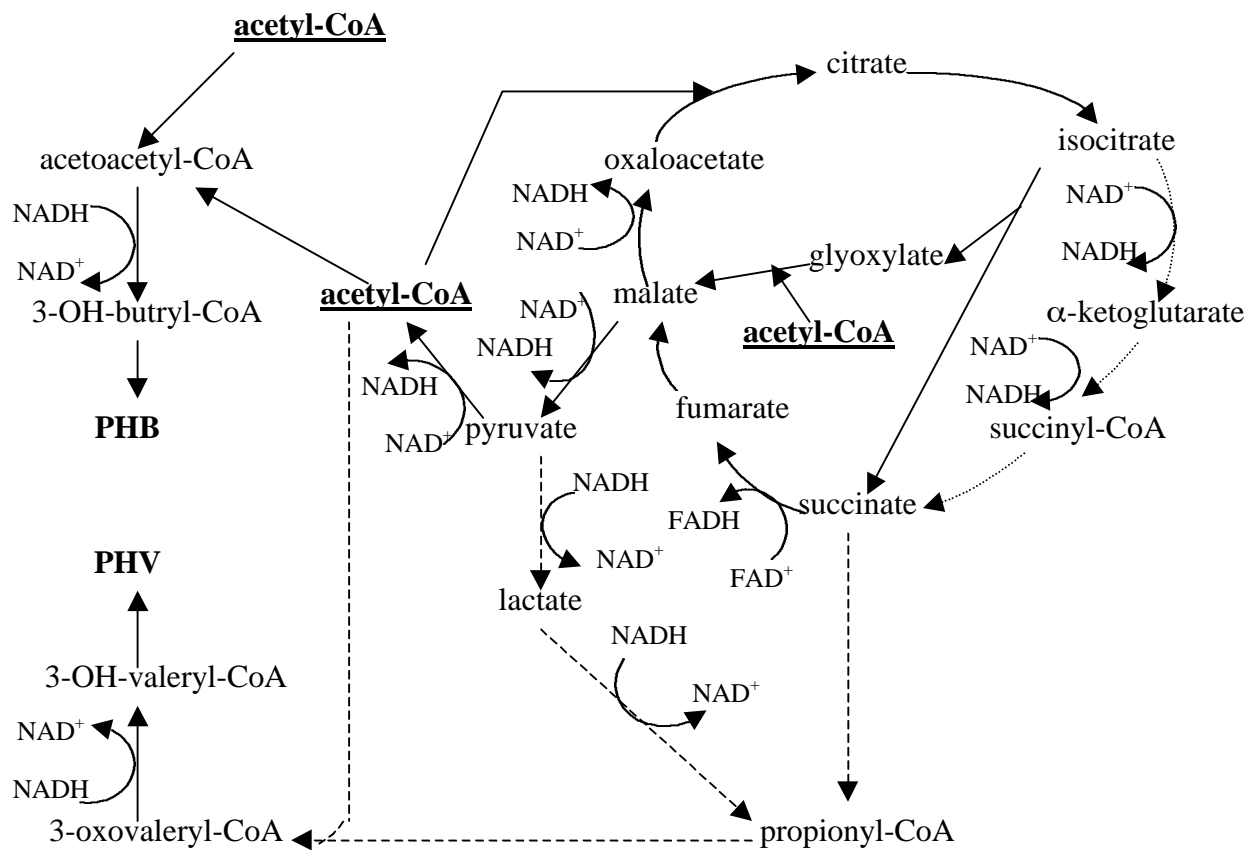 acetyl-CoA
citrate
isocitrate
acetoacetyl-CoA
oxaloacetate
NADH
NAD+
NADH
NAD+
NAD+
NADH
glyoxylate
3-OH-butryl-CoA
acetyl-CoA
malate
acetyl-CoA
α-ketoglutarate
NAD+
NADH
NADH
NAD+
NAD+
NADH
PHB
pyruvate
fumarate
succinyl-CoA
NADH
NAD+
FADH
FAD+
succinate
PHV
lactate
NADH
NAD+
3-OH-valeryl-CoA
NAD+
NADH
3-oxovaleryl-CoA
propionyl-CoA